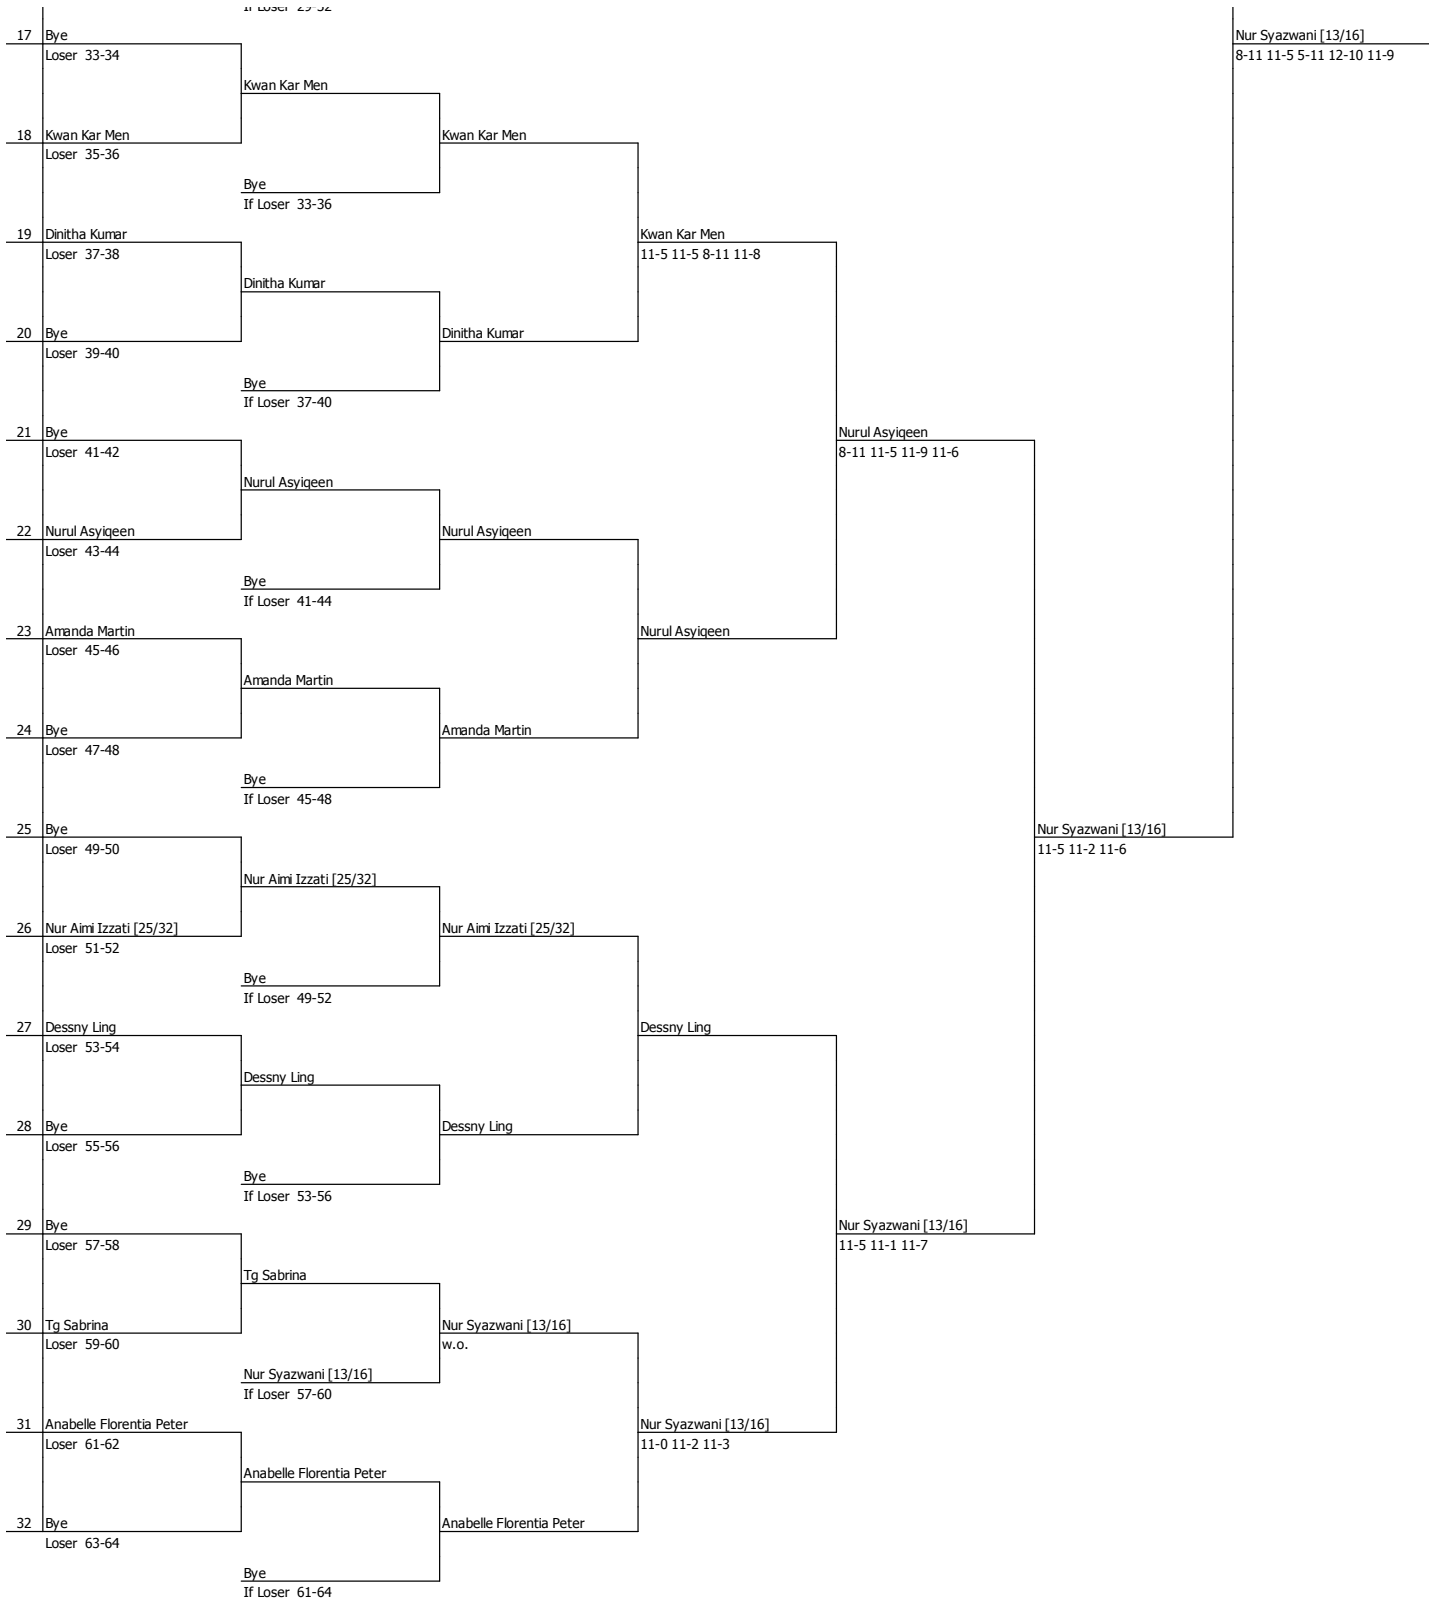 If Loser 29-32
17 Bye
Nur Syazwani [13/16]
Loser 33-34
8-11 11-5 5-11 12-10 11-9
Kwan Kar Men
18 Kwan Kar Men
Kwan Kar Men
Loser 35-36
Bye
If Loser 33-36
19 Dinitha Kumar
Kwan Kar Men
Loser 37-38
11-5 11-5 8-11 11-8
Dinitha Kumar
20 Bye
Dinitha Kumar
Loser 39-40
Bye
If Loser 37-40
21 Bye
Nurul Asyiqeen
Loser 41-42
8-11 11-5 11-9 11-6
Nurul Asyiqeen
22 Nurul Asyiqeen
Nurul Asyiqeen
Loser 43-44
Bye
If Loser 41-44
23 Amanda Martin
Nurul Asyiqeen
Loser 45-46
Amanda Martin
24 Bye
Amanda Martin
Loser 47-48
Bye
If Loser 45-48
25 Bye
Nur Syazwani [13/16]
Loser 49-50
11-5 11-2 11-6
Nur Aimi Izzati [25/32]
26 Nur Aimi Izzati [25/32]
Nur Aimi Izzati [25/32]
Loser 51-52
Bye
If Loser 49-52
27 Dessny Ling
Dessny Ling
Loser 53-54
Dessny Ling
28 Bye
Dessny Ling
Loser 55-56
Bye
If Loser 53-56
29 Bye
Nur Syazwani [13/16]
Loser 57-58
11-5 11-1 11-7
Tg Sabrina
30 Tg Sabrina
Nur Syazwani [13/16]
Loser 59-60
w.o.
Nur Syazwani [13/16]
If Loser 57-60
31 Anabelle Florentia Peter
Nur Syazwani [13/16]
Loser 61-62
11-0 11-2 11-3
Anabelle Florentia Peter
32 Bye
Anabelle Florentia Peter
Loser 63-64
Bye
If Loser 61-64